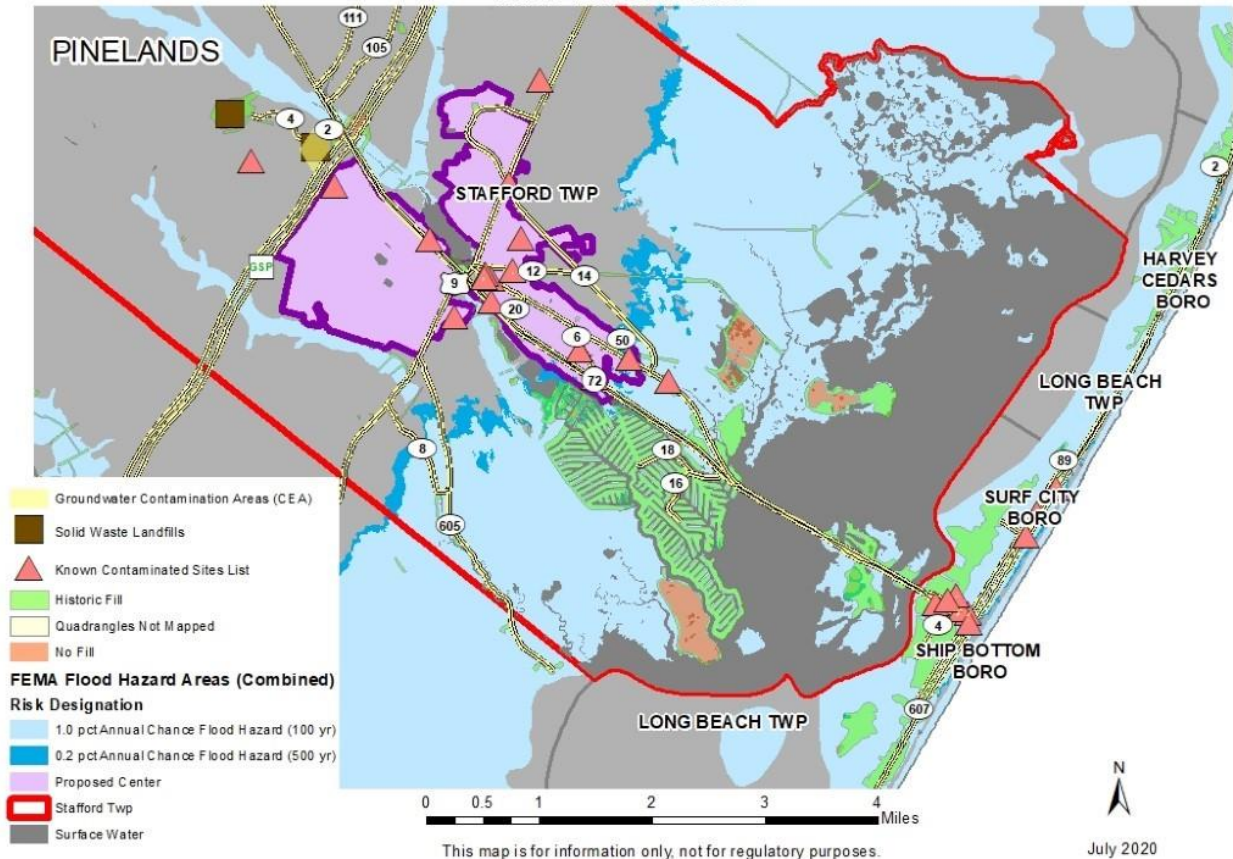 PINELANDS
111
105
4
2
STAFFORD TWP
2
GSP
HARVEY
CEDARS
BORO
9
12
14
20
6
50
72
LONG BEACH
TWP
8
18
16
89
SURF CITY
BORO
605
4
SHIP BOTTOM
BORO
607
LONG BEACH TWP
Groundwater Contamination Areas (CEA)
Solid Waste Landfills
Known Contaminated Sites List
Historic Fill
Quadrangles Not Mapped
No Fill
FEMA Flood Hazard Areas (Combined)
Risk Designation
1.0 pct Annual Chance Flood Hazard (100 yr)
0.2 pct Annual Chance Flood Hazard (500 yr)
Proposed Center
Stafford Twp
Surface Water
0 0.5 1 2 3 4
Miles
This map is for information only, not for regulatory purposes.
N
July 2020